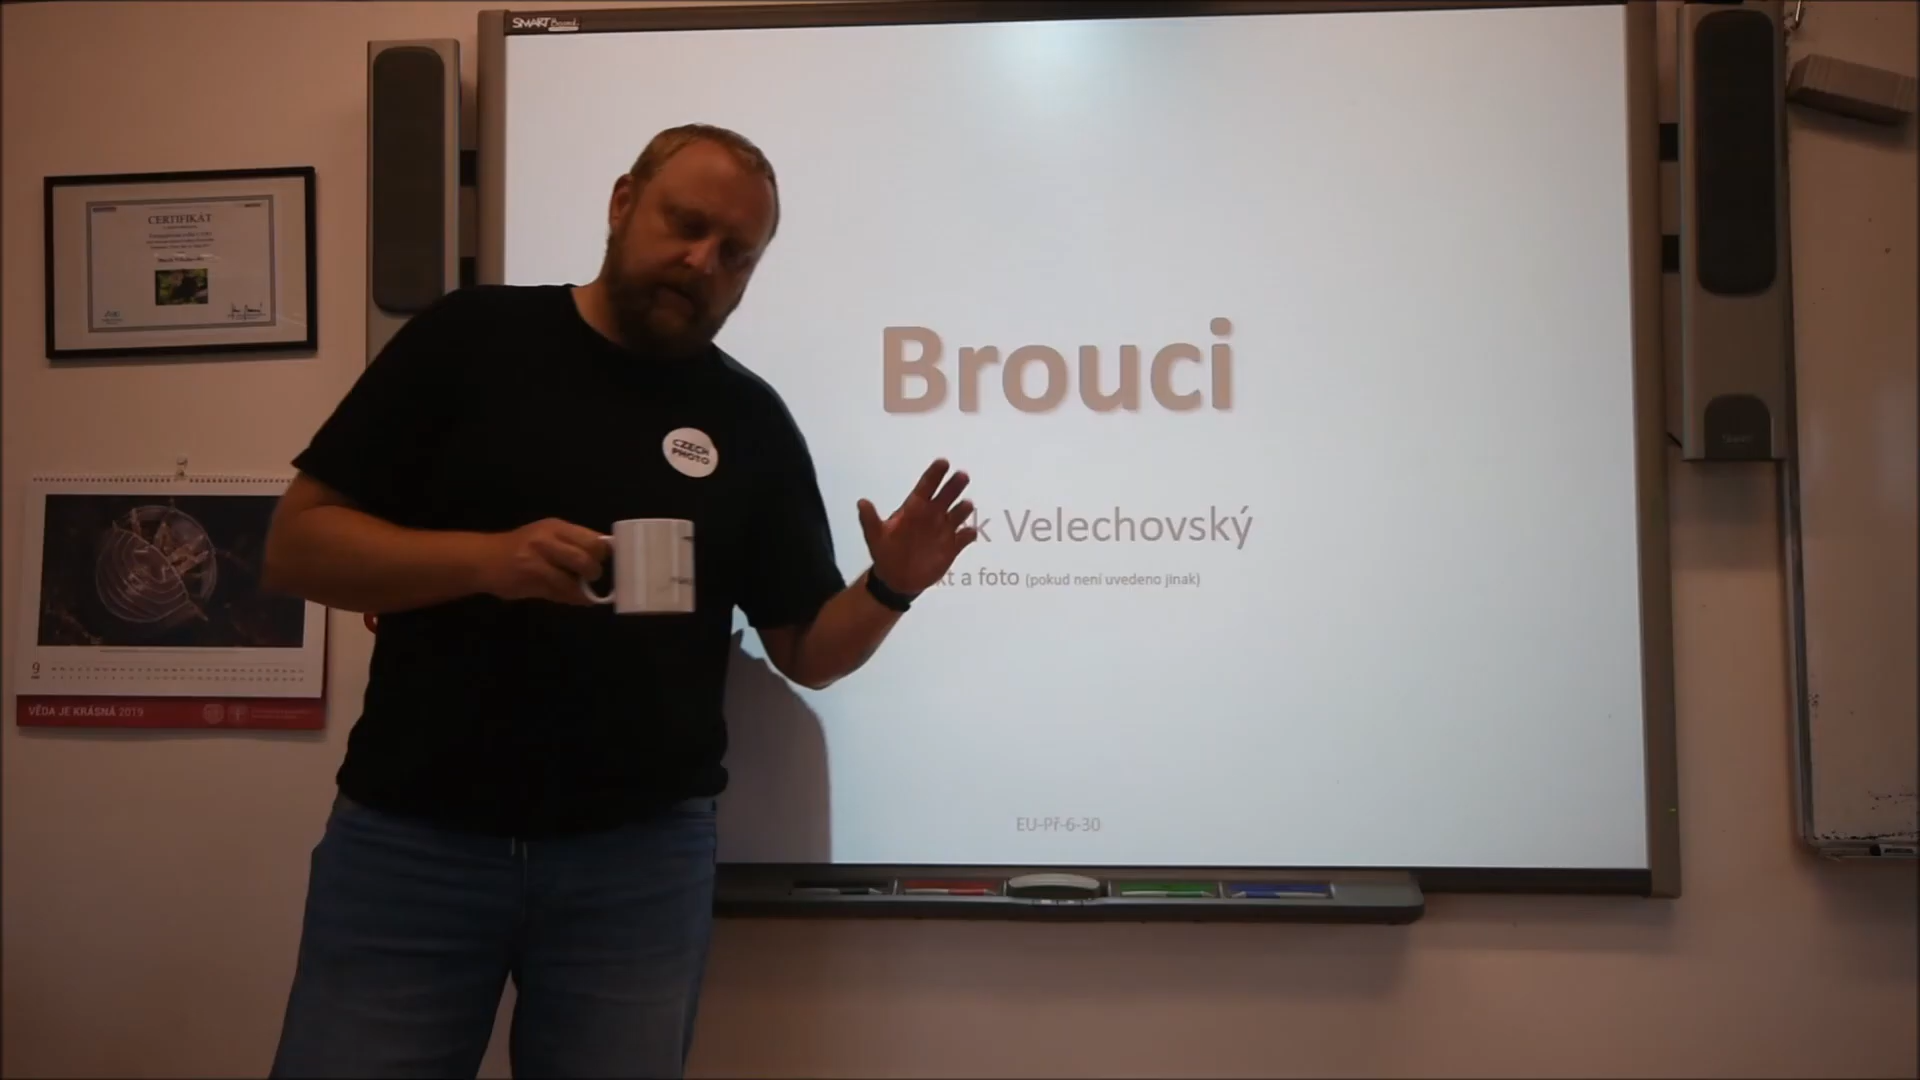 SMART Board
CERTIFIKÁT
CZECH
PHOTO
Brouci
k Velechovský
kt a foto (pokud není uvedeno jinak)
EU-Př-6-30
9
VĚDA JE KRÁSNÁ 2019